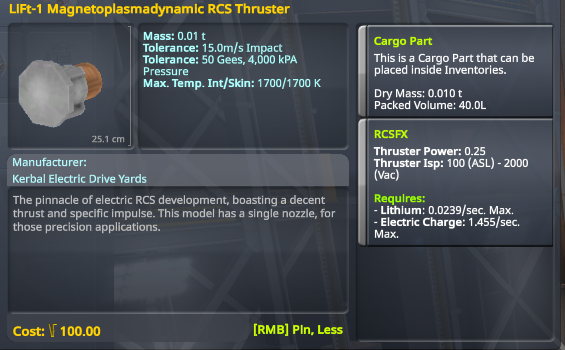 LiFt-1 Magnetoplasmadynamic RCS Thruster
25.1 cm
Mass: 0.01 t
Tolerance: 15.0m/s Impact
Tolerance: 50 Gees, 4,000 kPa
Pressure
Max. Temp. Int/Skin: 1700/1700 K
Manufacturer:
Kerbal Electric Drive Yards
The pinnacle of electric RCS development, boasting a decent
thrust and specific impulse. This model has a single nozzle, for
those precision applications.
Cost: 100.00
[RMB] Pin, Less
Cargo Part
This is a Cargo Part that can be
placed inside Inventories.
Dry Mass: 0.010 t
Packed Volume: 40.0L
RCSFX
Thruster Power: 0.25
Thruster Isp: 100 (ASL) - 2000
(Vac)
Requires:
- Lithium: 0.0239/sec. Max.
- Electric Charge: 1.455/sec.
Max.